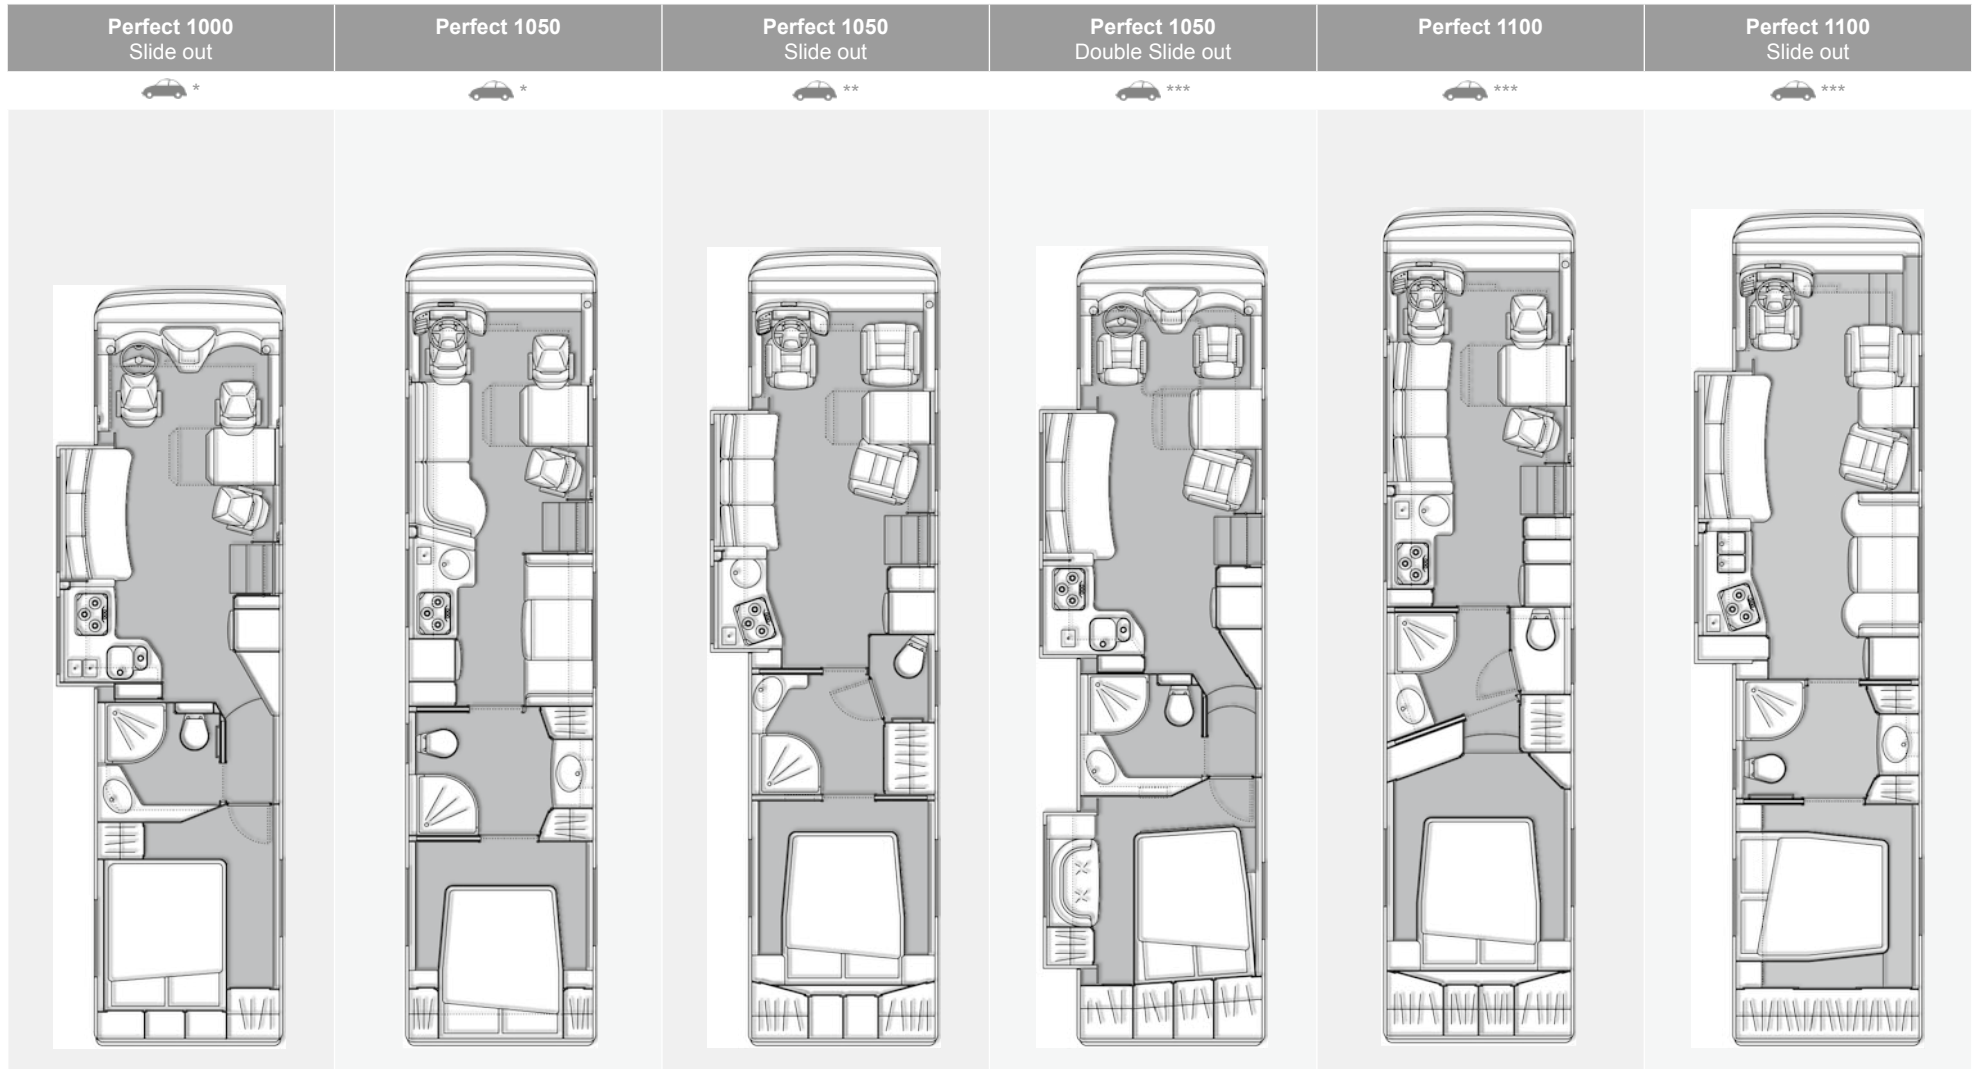 Perfect 1000
Slide out
*
Perfect 1050
*
Perfect 1050
Slide out
**
Perfect 1050
Double Slide out
***
Perfect 1100
***
Perfect 1100
Slide out
***